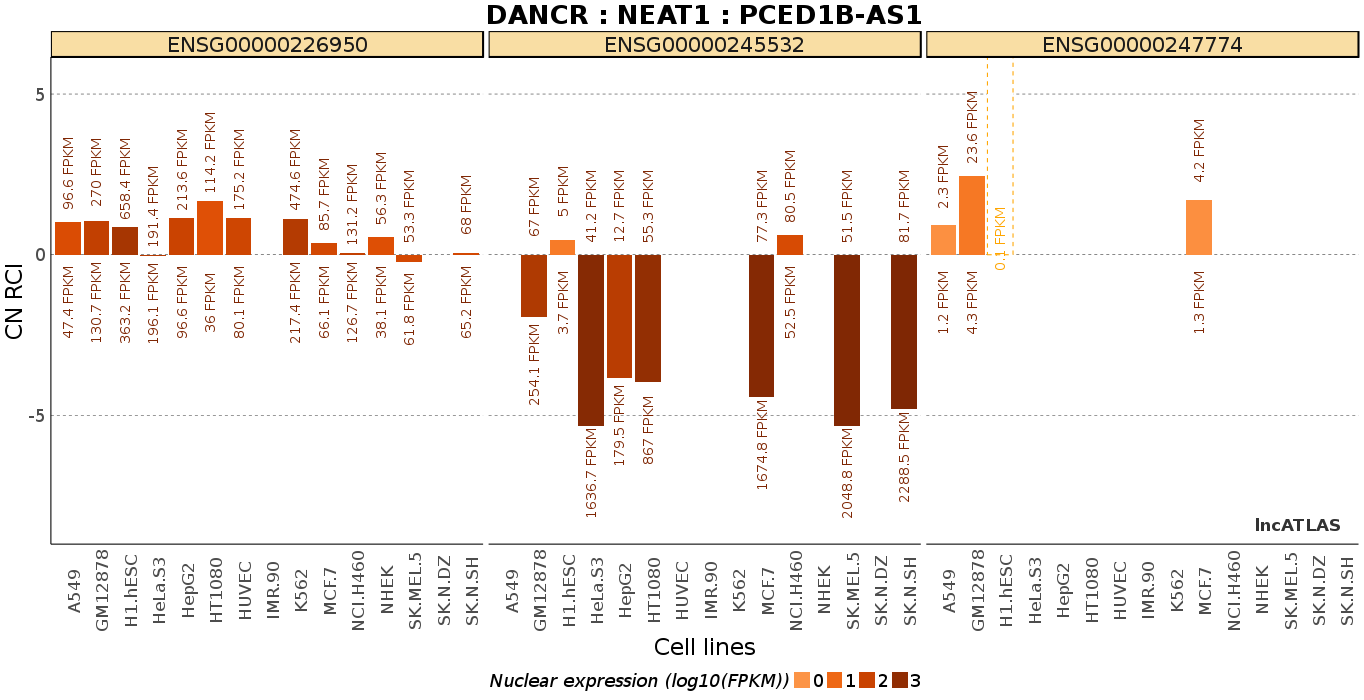 DANCR : NEAT1 : PCED1B-AS1
ENSG00000226950 ENSG00000245532 ENSG00000247774
CN RCI
5
0
-5
96.6 FPKM 270 FPKM 658.4 FPKM 191.4 FPKM 213.6 FPKM 114.2 FPKM 175.2 FPKM 474.6 FPKM 85.7 FPKM 131.2 FPKM 56.3 FPKM 53.3 FPKM 68 FPKM
47.4 FPKM 130.7 FPKM 363.2 FPKM 196.1 FPKM 96.6 FPKM 36 FPKM 80.1 FPKM 217.4 FPKM 66.1 FPKM 126.7 FPKM 38.1 FPKM 61.8 FPKM 65.2 FPKM
67 FPKM 5 FPKM 41.2 FPKM 12.7 FPKM 55.3 FPKM 77.3 FPKM 80.5 FPKM 51.5 FPKM 81.7 FPKM
254.1 FPKM 3.7 FPKM 1636.7 FPKM 179.5 FPKM 867 FPKM 1674.8 FPKM 52.5 FPKM 2048.8 FPKM 2288.5 FPKM
2.3 FPKM 23.6 FPKM 0.1 FPKM 4.2 FPKM
1.2 FPKM 4.3 FPKM 1.3 FPKM
lncATLAS
A549 GM12878 H1.hESC HeLa.S3 HepG2 HT1080 HUVEC IMR.90 K562 MCF.7 NCI.H460 NHEK SK.MEL.5 SK.N.DZ SK.N.SH
A549 GM12878 H1.hESC HeLa.S3 HepG2 HT1080 HUVEC IMR.90 K562 MCF.7 NCI.H460 NHEK SK.MEL.5 SK.N.DZ SK.N.SH
A549 GM12878 H1.hESC HeLa.S3 HepG2 HT1080 HUVEC IMR.90 K562 MCF.7 NCI.H460 NHEK SK.MEL.5 SK.N.DZ SK.N.SH
Cell lines
Nuclear expression (log10(FPKM)) 0 1 2 3